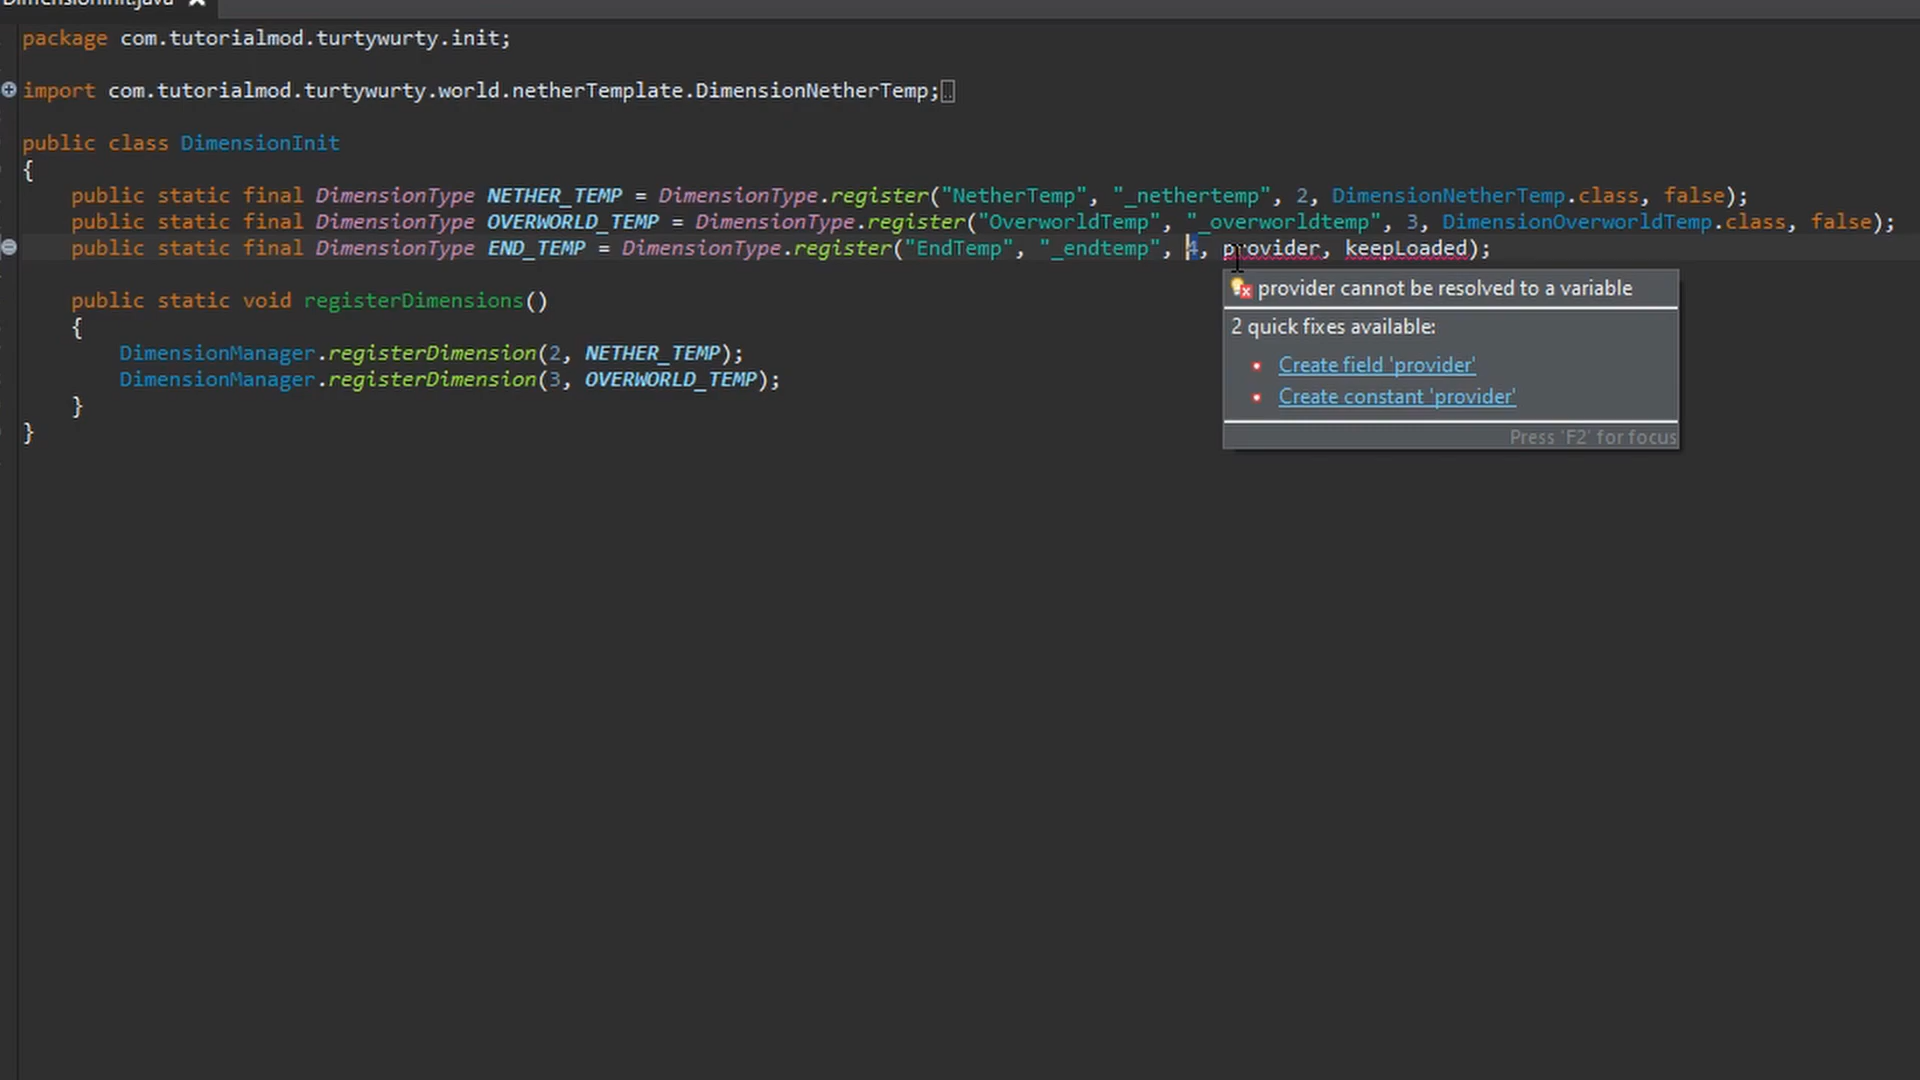 DimensionInit.java
package com.tutorialmod.turtywurty.init;
import com.tutorialmod.turtywurty.world.netherTemplate.DimensionNetherTemp;
public class DimensionInit
{
public static final DimensionType NETHER_TEMP = DimensionType.register("NetherTemp", "_nethertemp", 2, DimensionNetherTemp.class, false);
public static final DimensionType OVERWORLD_TEMP = DimensionType.register("OverworldTemp", "_overworldtemp", 3, DimensionOverworldTemp.class, false);
public static final DimensionType END_TEMP = DimensionType.register("EndTemp", "_endtemp", 4, provider, keepLoaded);
provider cannot be resolved to a variable
2 quick fixes available:
Create field 'provider'
Create constant 'provider'
Press 'F2' for focus
public static void registerDimensions()
{
DimensionManager.registerDimension(2, NETHER_TEMP);
DimensionManager.registerDimension(3, OVERWORLD_TEMP);
}
}